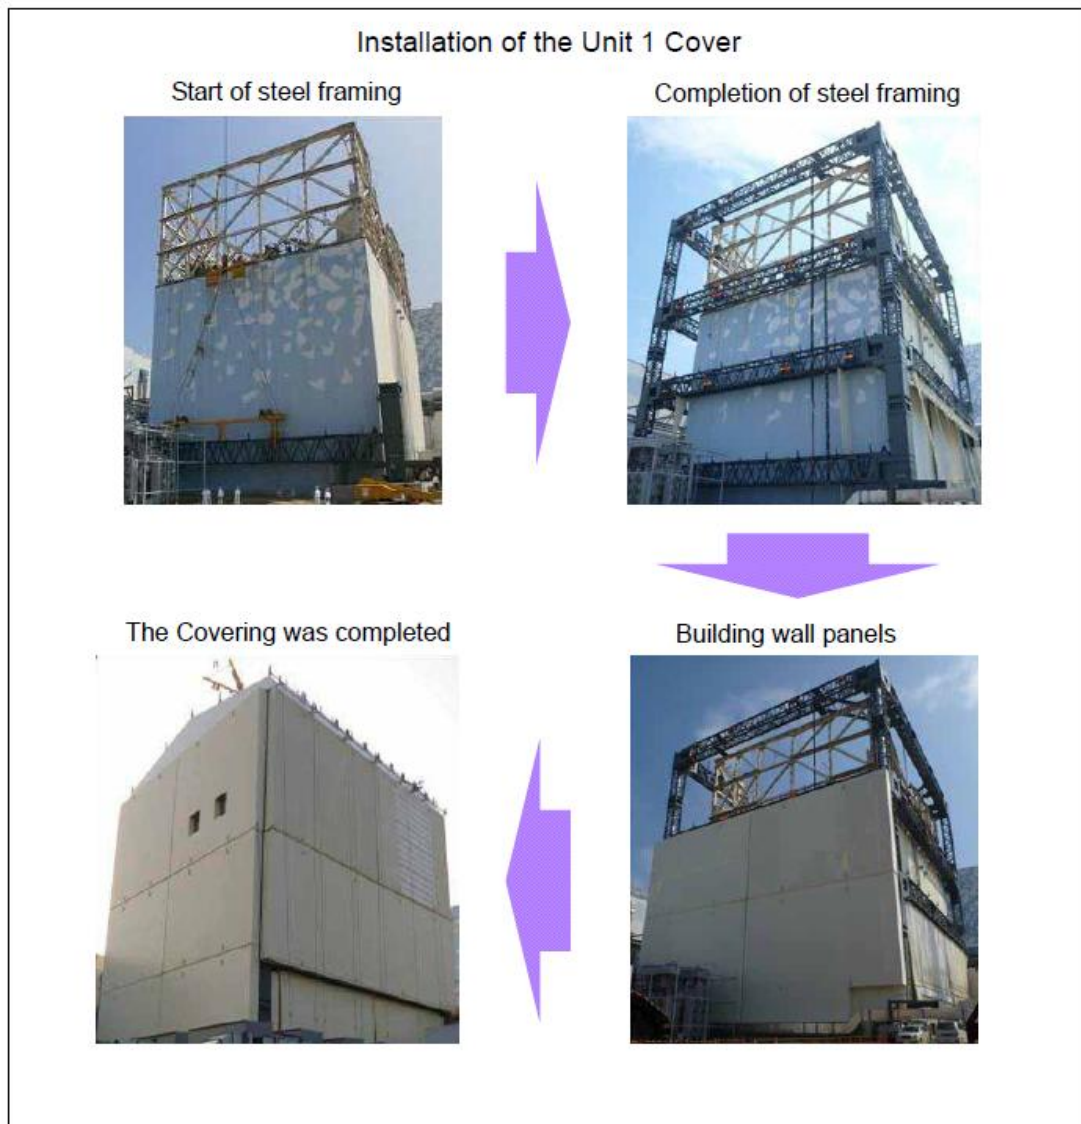 Installation of the Unit 1 Cover
Start of steel framing
Completion of steel framing
The Covering was completed
Building wall panels